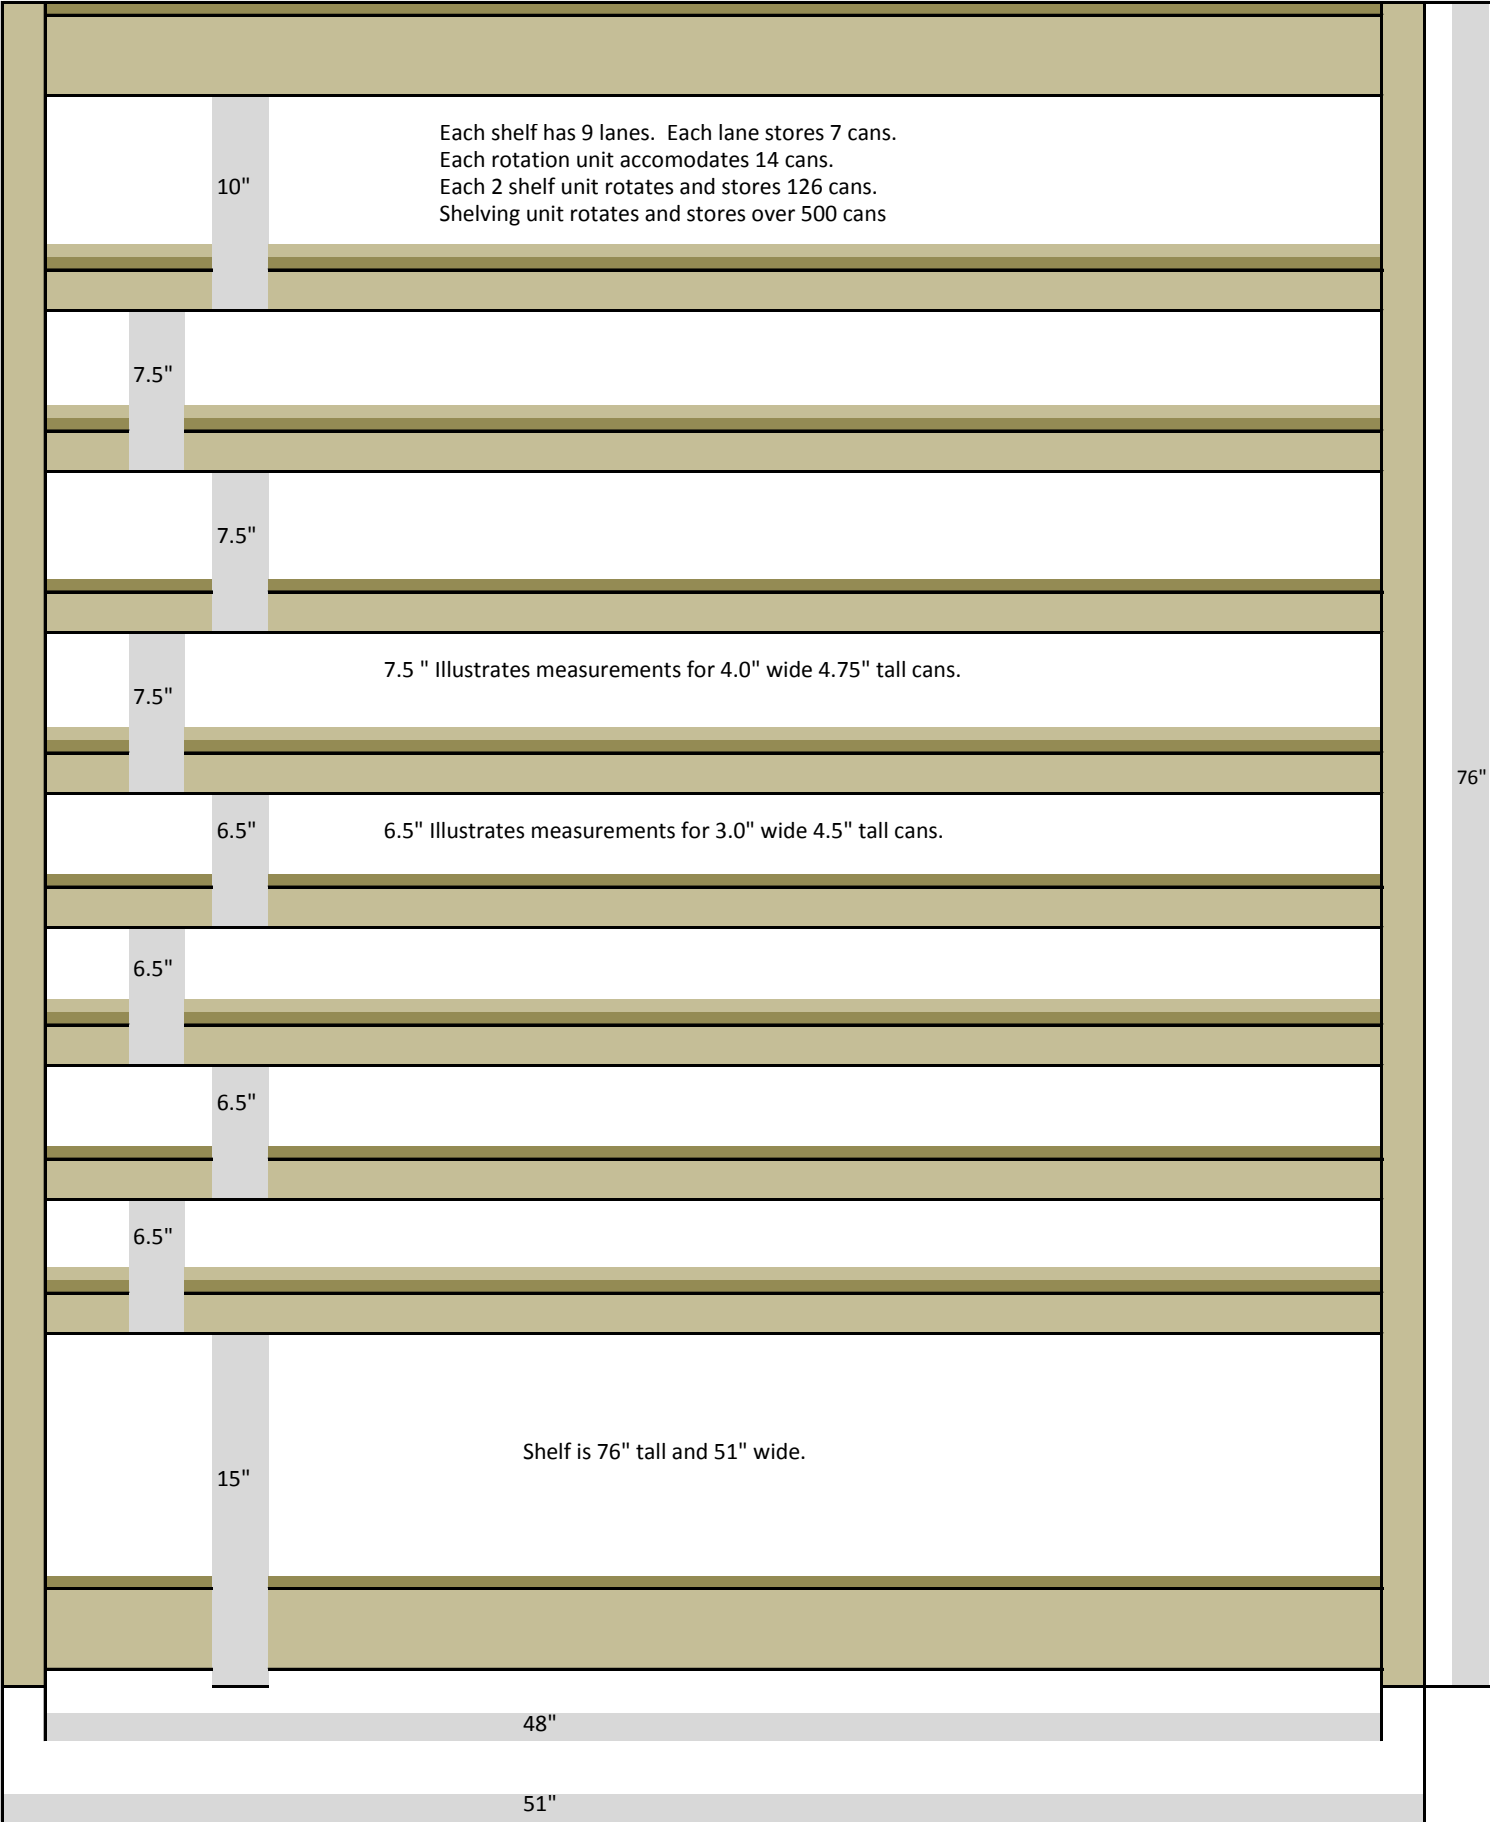 Each shelf has 9 lanes.  Each lane stores 7 cans.
Each rotation unit accomodates 14 cans.
10"
Each 2 shelf unit rotates and stores 126 cans.
Shelving unit rotates and stores over 500 cans
7.5"
7.5"
7.5 " Illustrates measurements for 4.0" wide 4.75" tall cans.
7.5"
76"
6.5"
6.5" Illustrates measurements for 3.0" wide 4.5" tall cans.
6.5"
6.5"
6.5"
Shelf is 76" tall and 51" wide.
15"
48"
51"